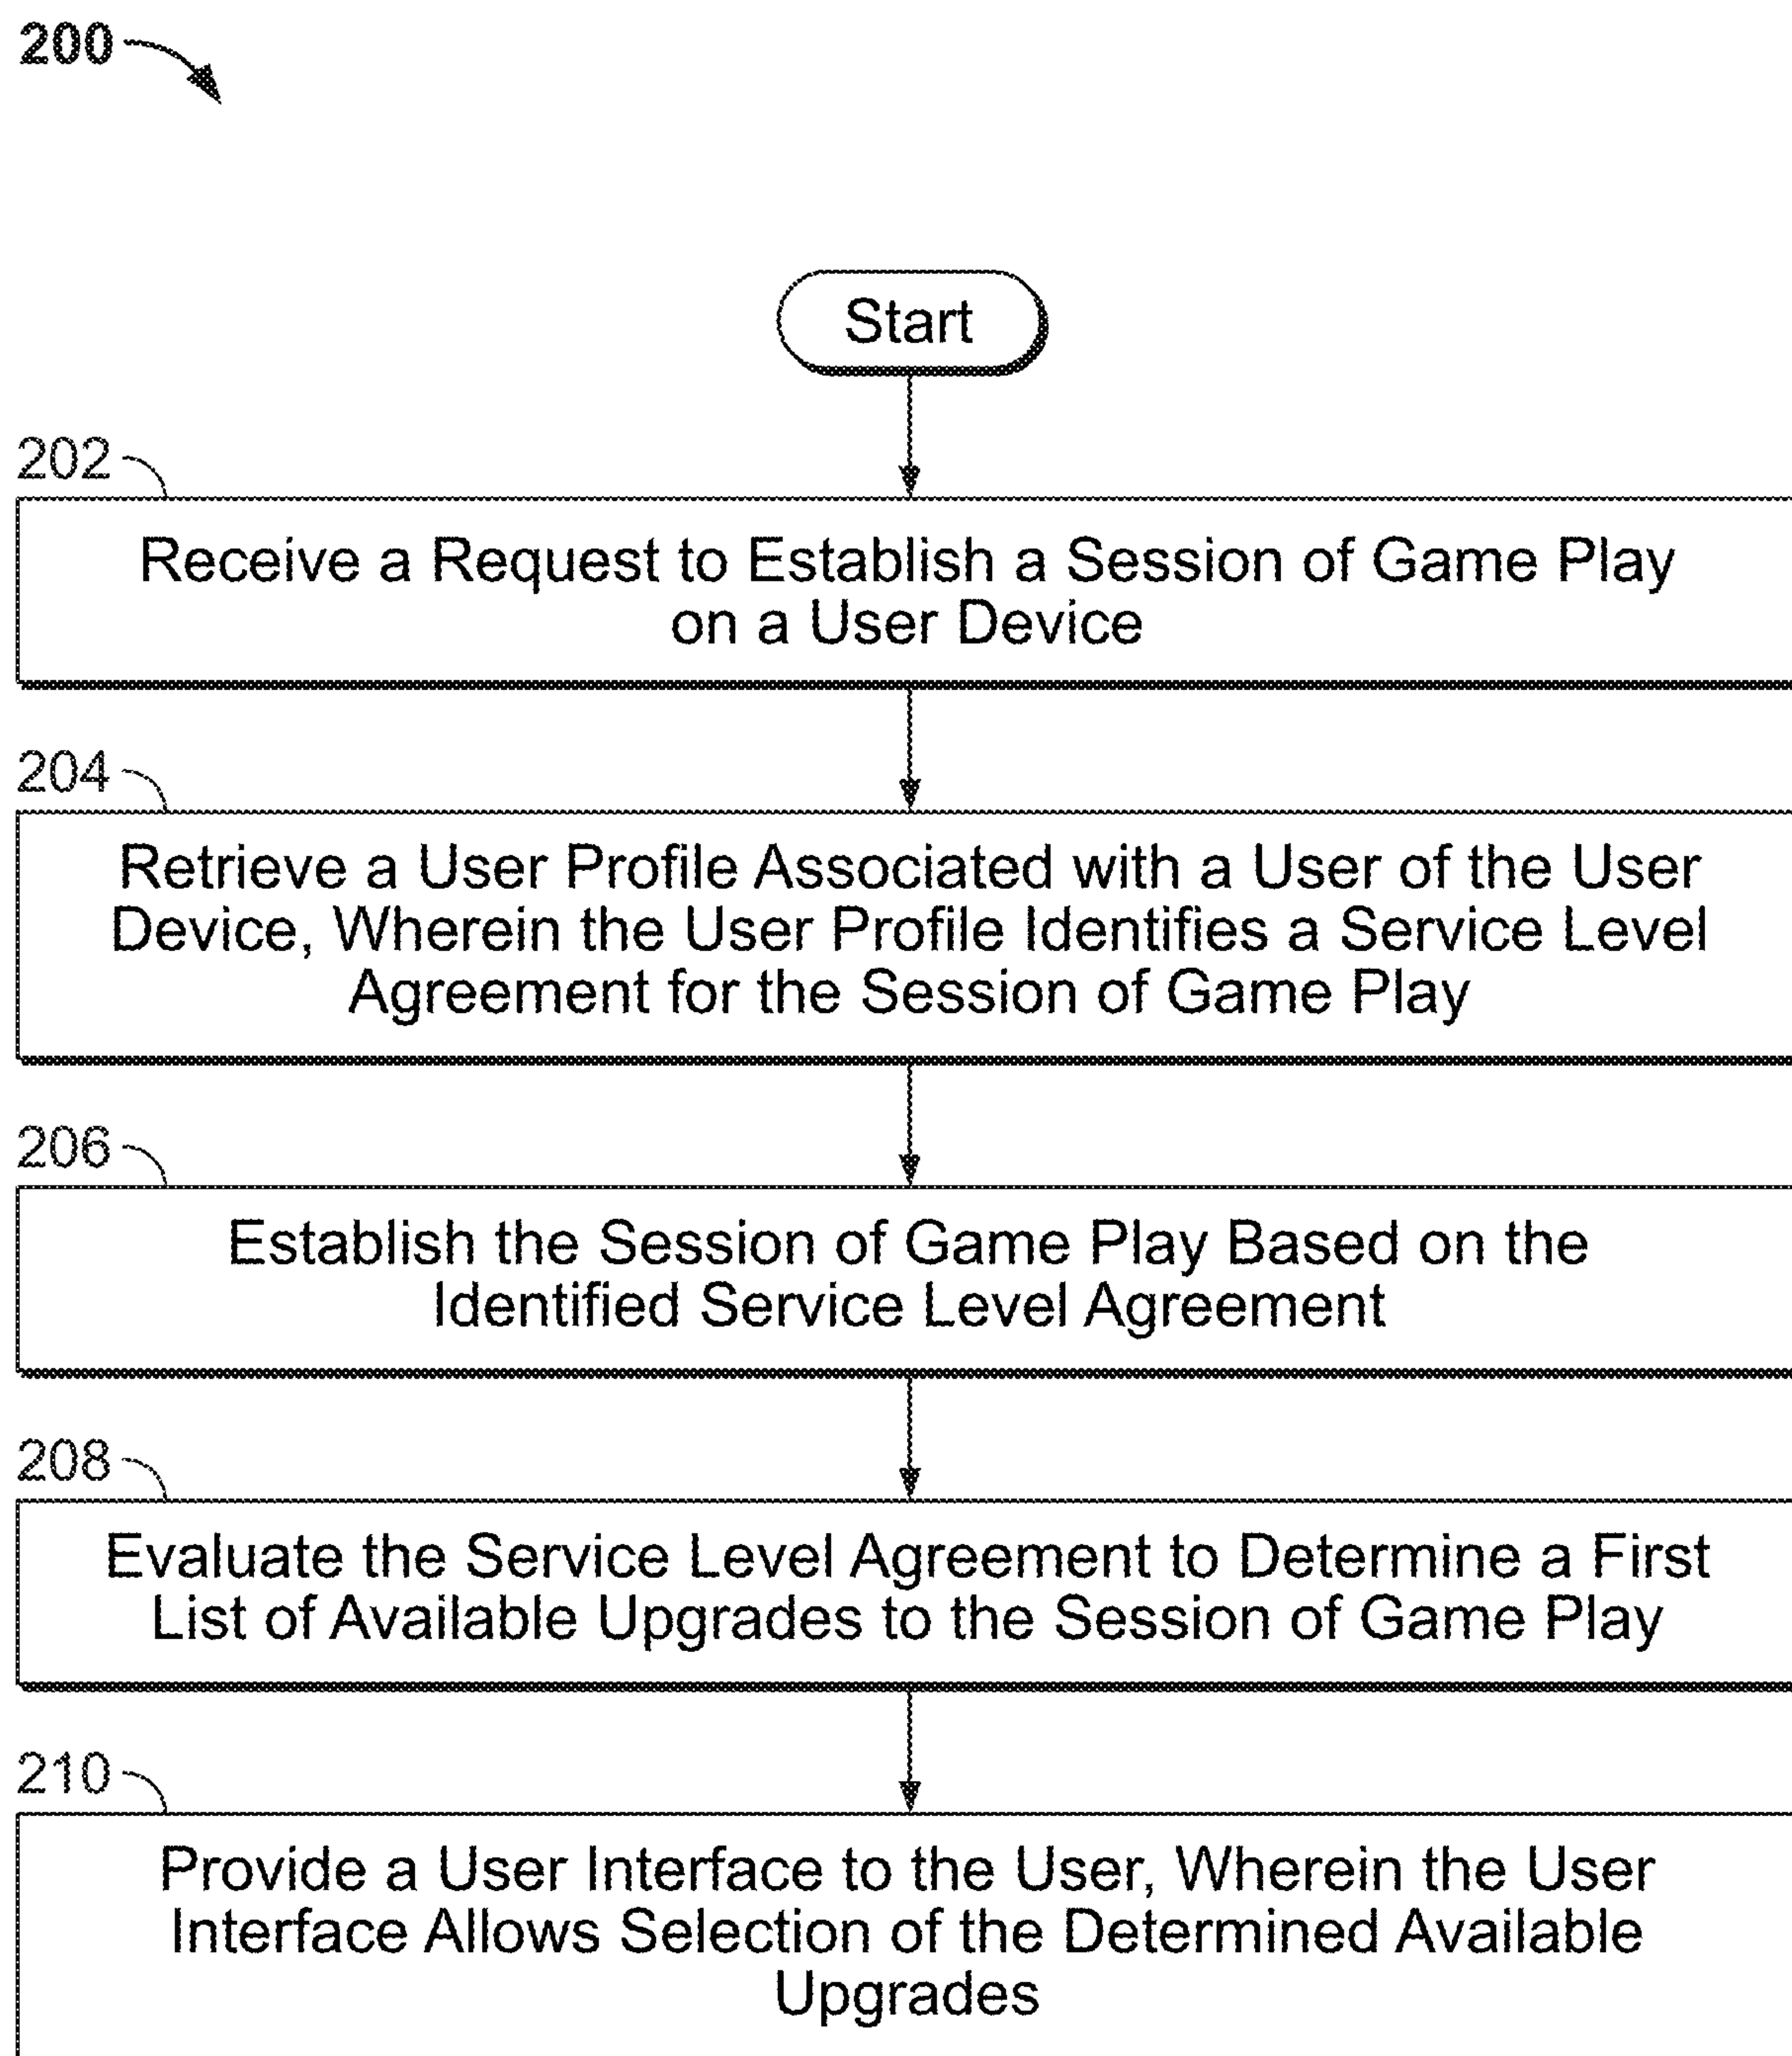 200
Start
202
Receive a Request to Establish a Session of Game Play
on a User Device
204
Retrieve a User Profile Associated with a User of the User
Device, Wherein the User Profile Identifies a Service Level
Agreement for the Session of Game Play
206
Establish the Session of Game Play Based on the
Identified Service Level Agreement
208
Evaluate the Service Level Agreement to Determine a First
List of Available Upgrades to the Session of Game Play
210
Provide a User Interface to the User, Wherein the User
Interface Allows Selection of the Determined Available
Upgrades